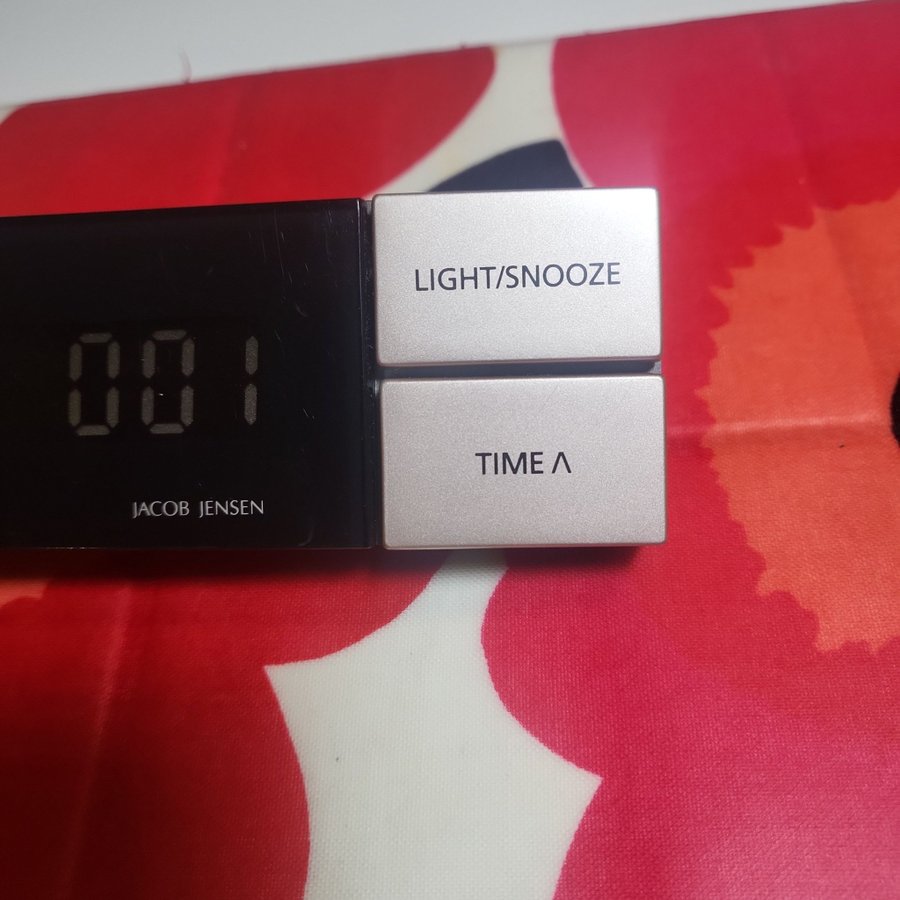 LIGHT/SNOOZE
001
TIME Λ
JACOB JENSEN